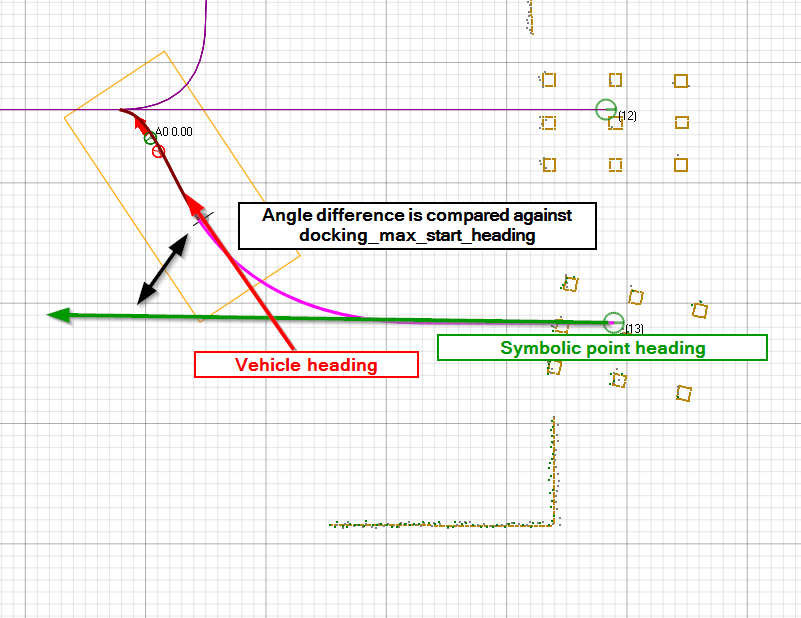 (12)
A0 0.00
Angle difference is compared against
docking_max_start_heading
(13)
Symbolic point heading
Vehicle heading